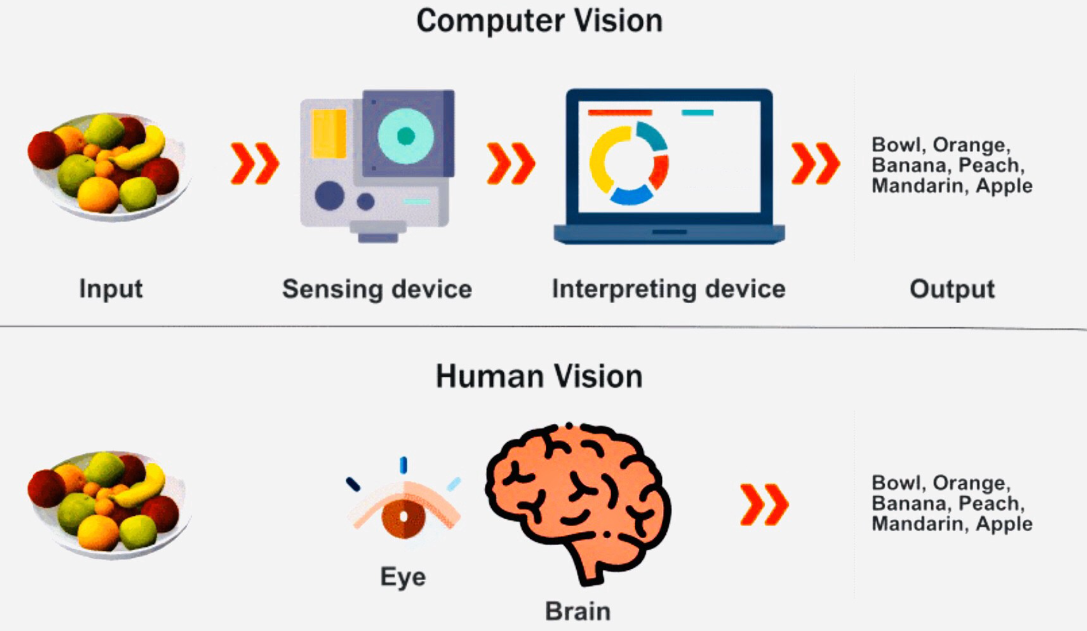 Computer Vision
Bowl, Orange,
Banana, Peach,
Mandarin, Apple
Input
Sensing device
Interpreting device
Output
Human Vision
Bowl, Orange,
Banana, Peach,
Mandarin, Apple
Eye
Brain